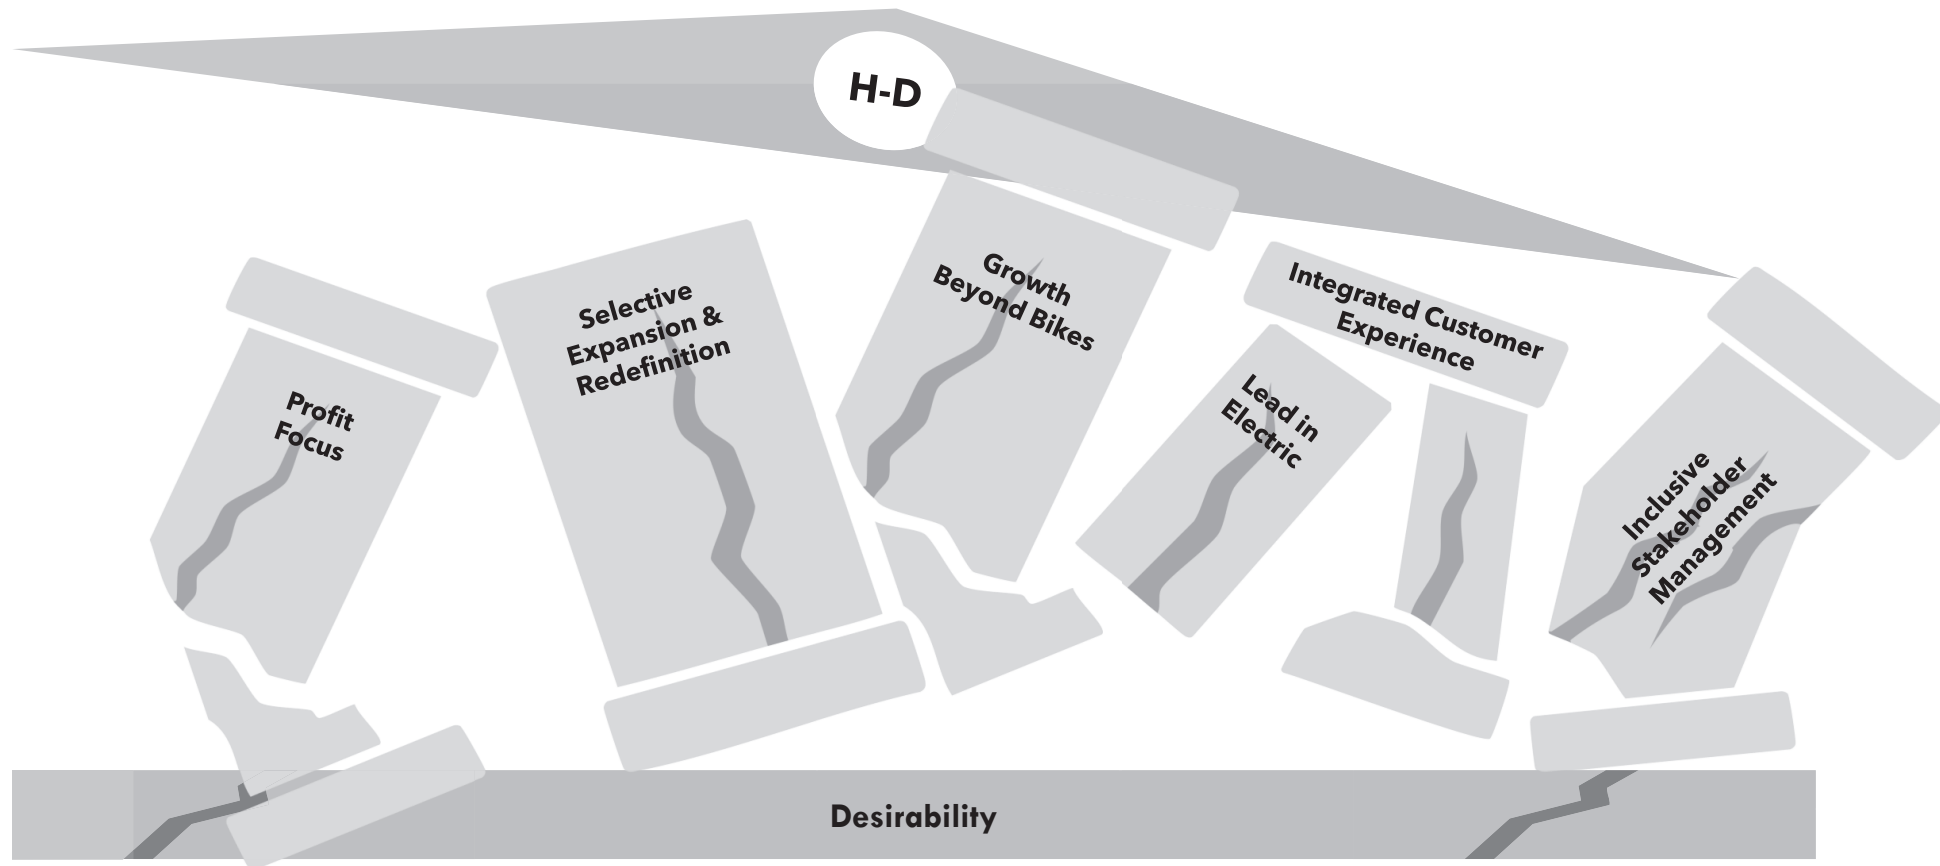 H-D
Profit
Focus
Selective
Expansion &
Redefinition
Growth
Beyond Bikes
Lead in
Electric
Integrated Customer
Experience
Inclusive
Stakeholder
Management
Desirability